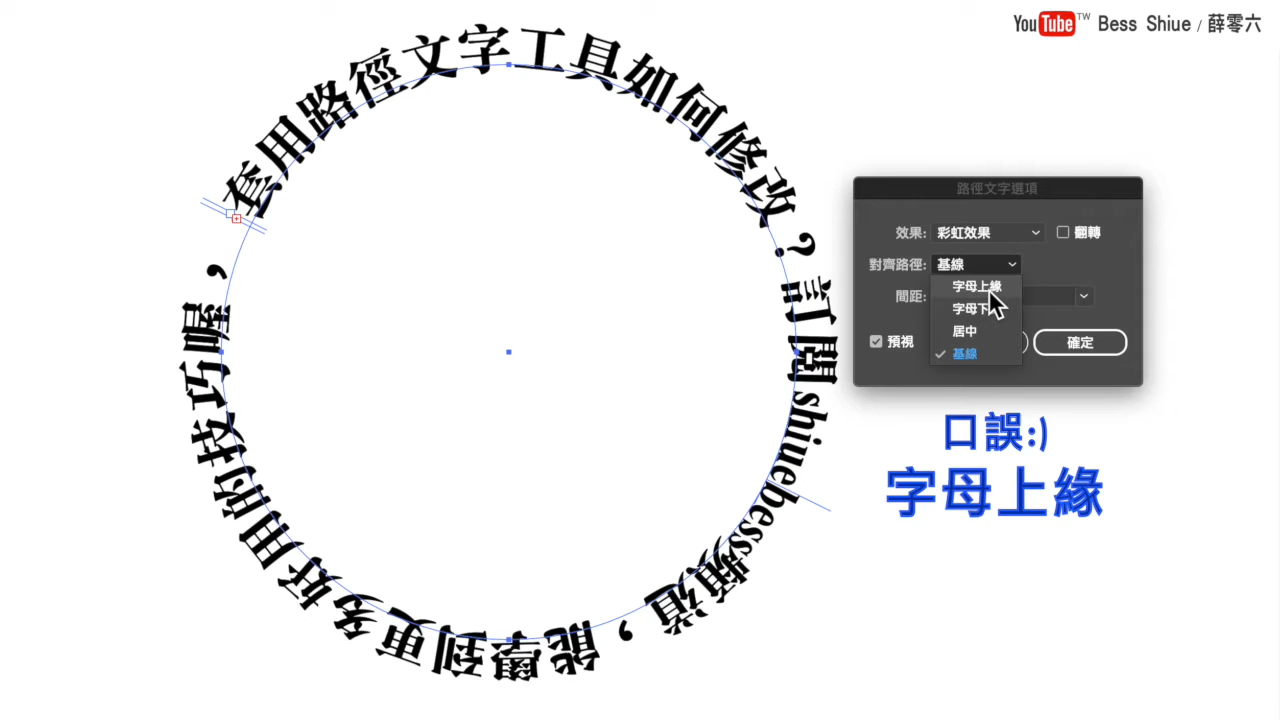 YouTube TW Bess Shiue / 薛零六
套用路徑文字工具如何修改？訂閱shiuebess頻道，能學到更多好用的技巧喔，
路徑文字選項
效果: 彩虹效果 翻轉
對齊路徑: 基線
字母上緣
間距:
字母下
居中
預視 確定
基線
口誤:)
字母上緣